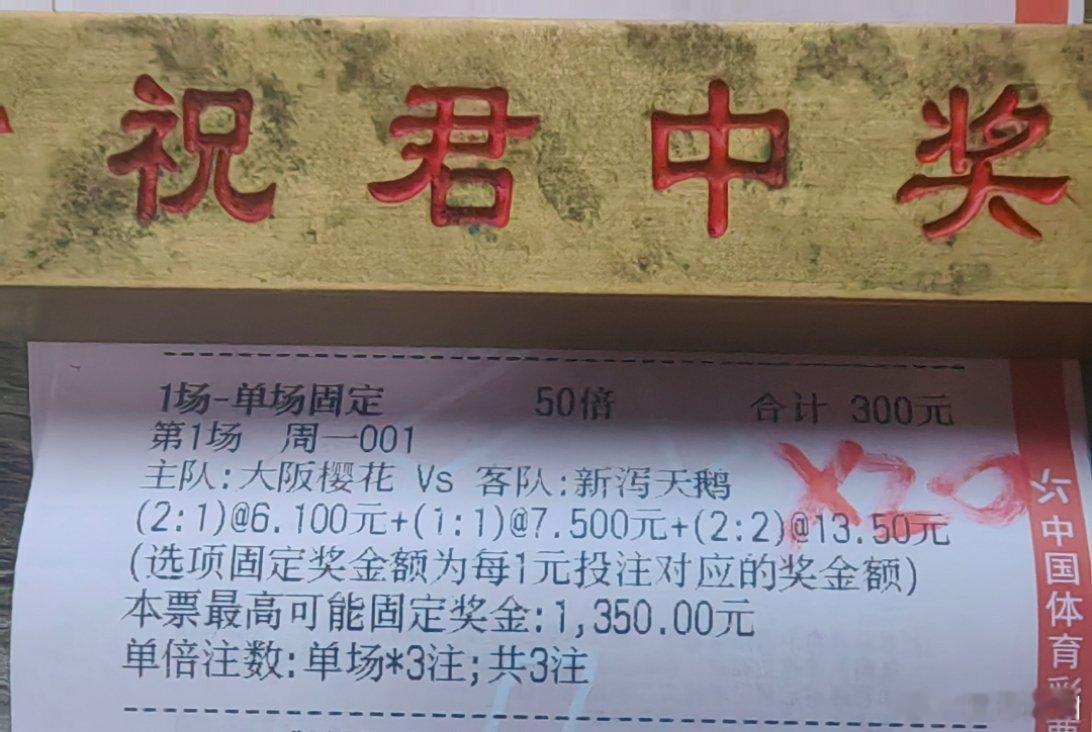 祝君中奖
1场-单场固定 50倍 合计 300元
第1场 周一001
主队:大阪樱花 Vs 客队:新泻天鹅
(2:1)@6.100元+(1:1)@7.500元+(2:2)@13.50元
(选项固定奖金额为每1元投注对应的奖金额)
本票最高可能固定奖金:1,350.00元
单倍注数:单场*3注;共3注
X20
中国体育彩票